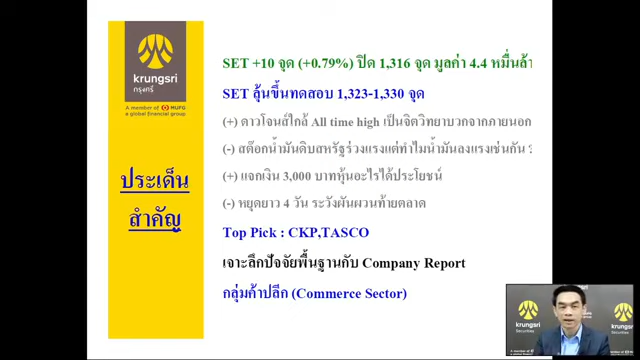 krungsri
กรุงศรี
A member of MUFG
a global financial group
ประเด็น
สำคัญ
SET +10 จุด (+0.79%) ปิด 1,316 จุด มูลค่า 4.4 หมื่นล้า
SET ลุ้นขึ้นทดสอบ 1,323-1,330 จุด
(+) ดาวโจนส์ใกล้ All time high เป็นจิตวิทยาบวกจากภายนอก
(-) สต๊อกน้ำมันดิบสหรัฐร่วงแรงแต่ทำไมน้ำมันลงแรงเช่นกัน ?
(+) แจกเงิน 3,000 บาทหุ้นอะไรได้ประโยชน์
(-) หยุดยาว 4 วัน ระวังผันผวนท้ายตลาด
Top Pick : CKP,TASCO
เจาะลึกปัจจัยพื้นฐานกับ Company Report
กลุ่มค้าปลีก (Commerce Sector)
krungsri
Securities